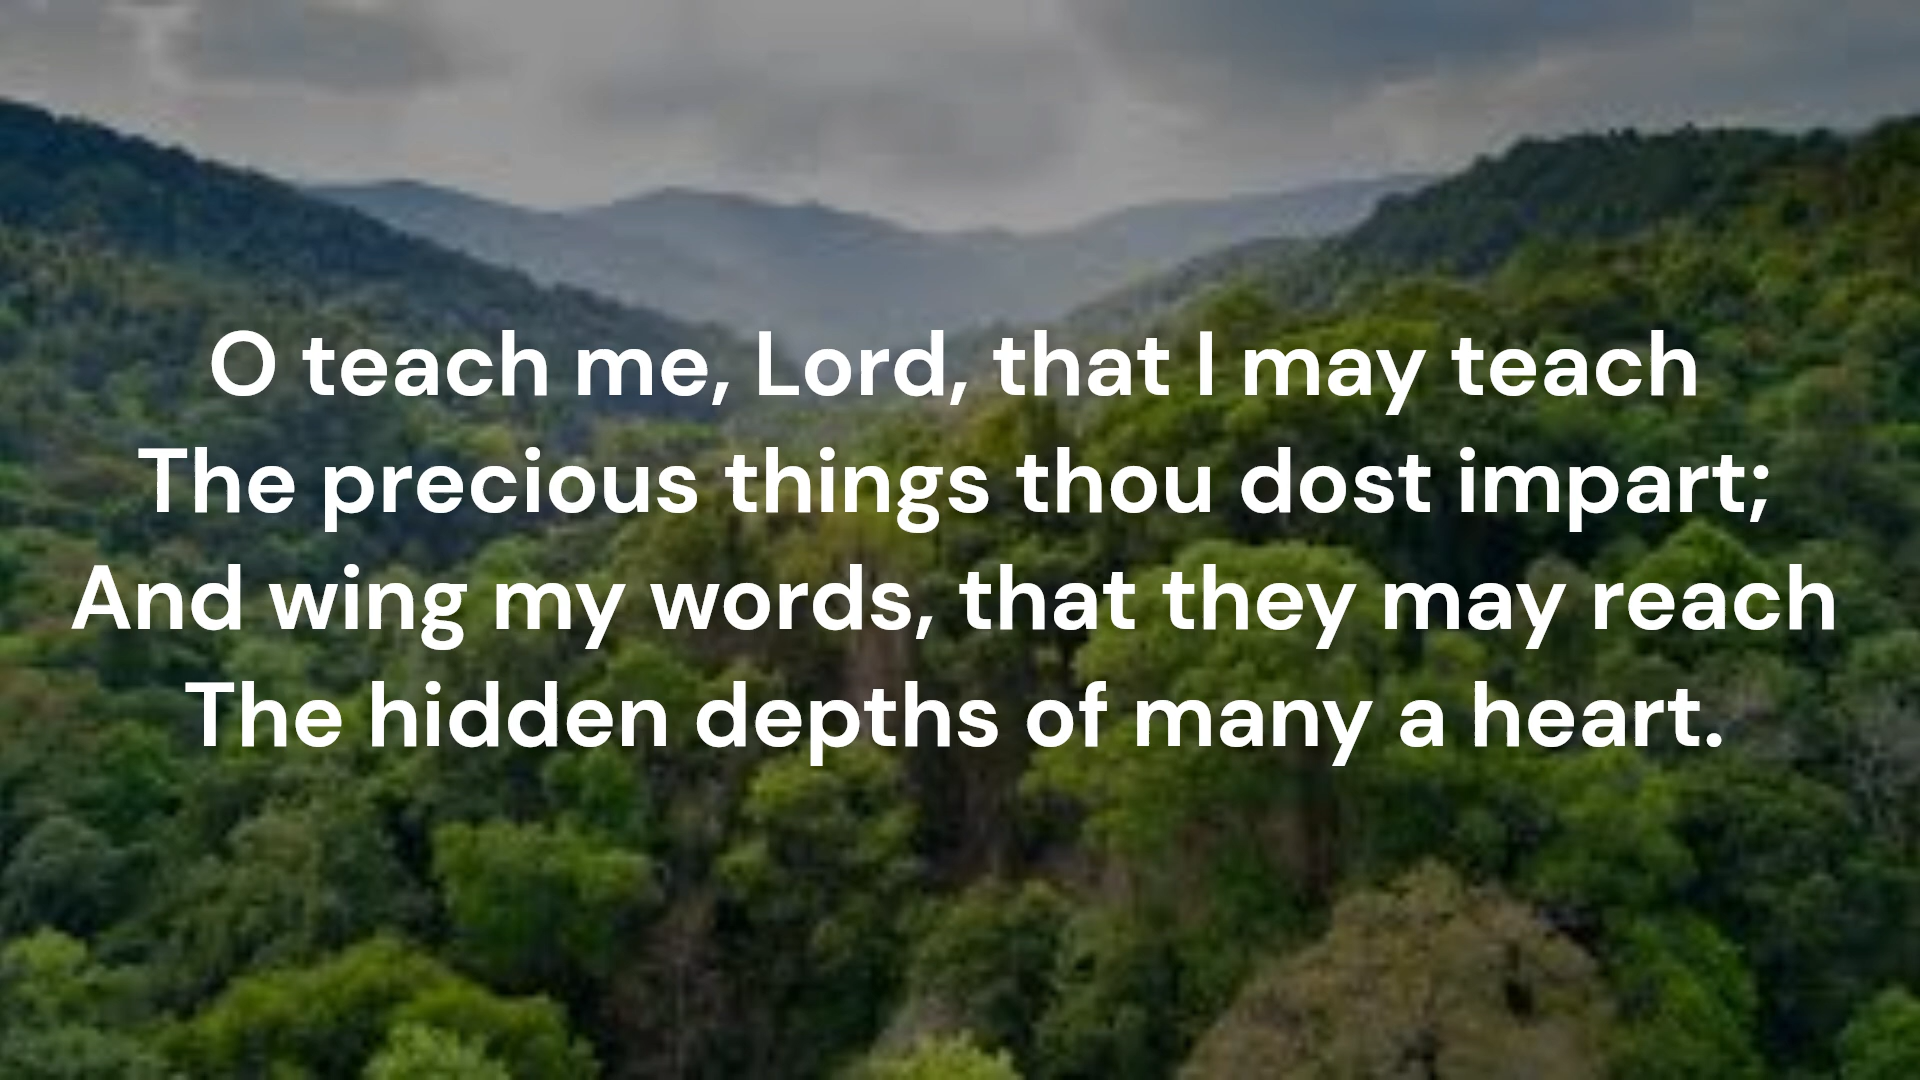 O teach me, Lord, that I may teach
The precious things thou dost impart;
And wing my words, that they may reach
The hidden depths of many a heart.